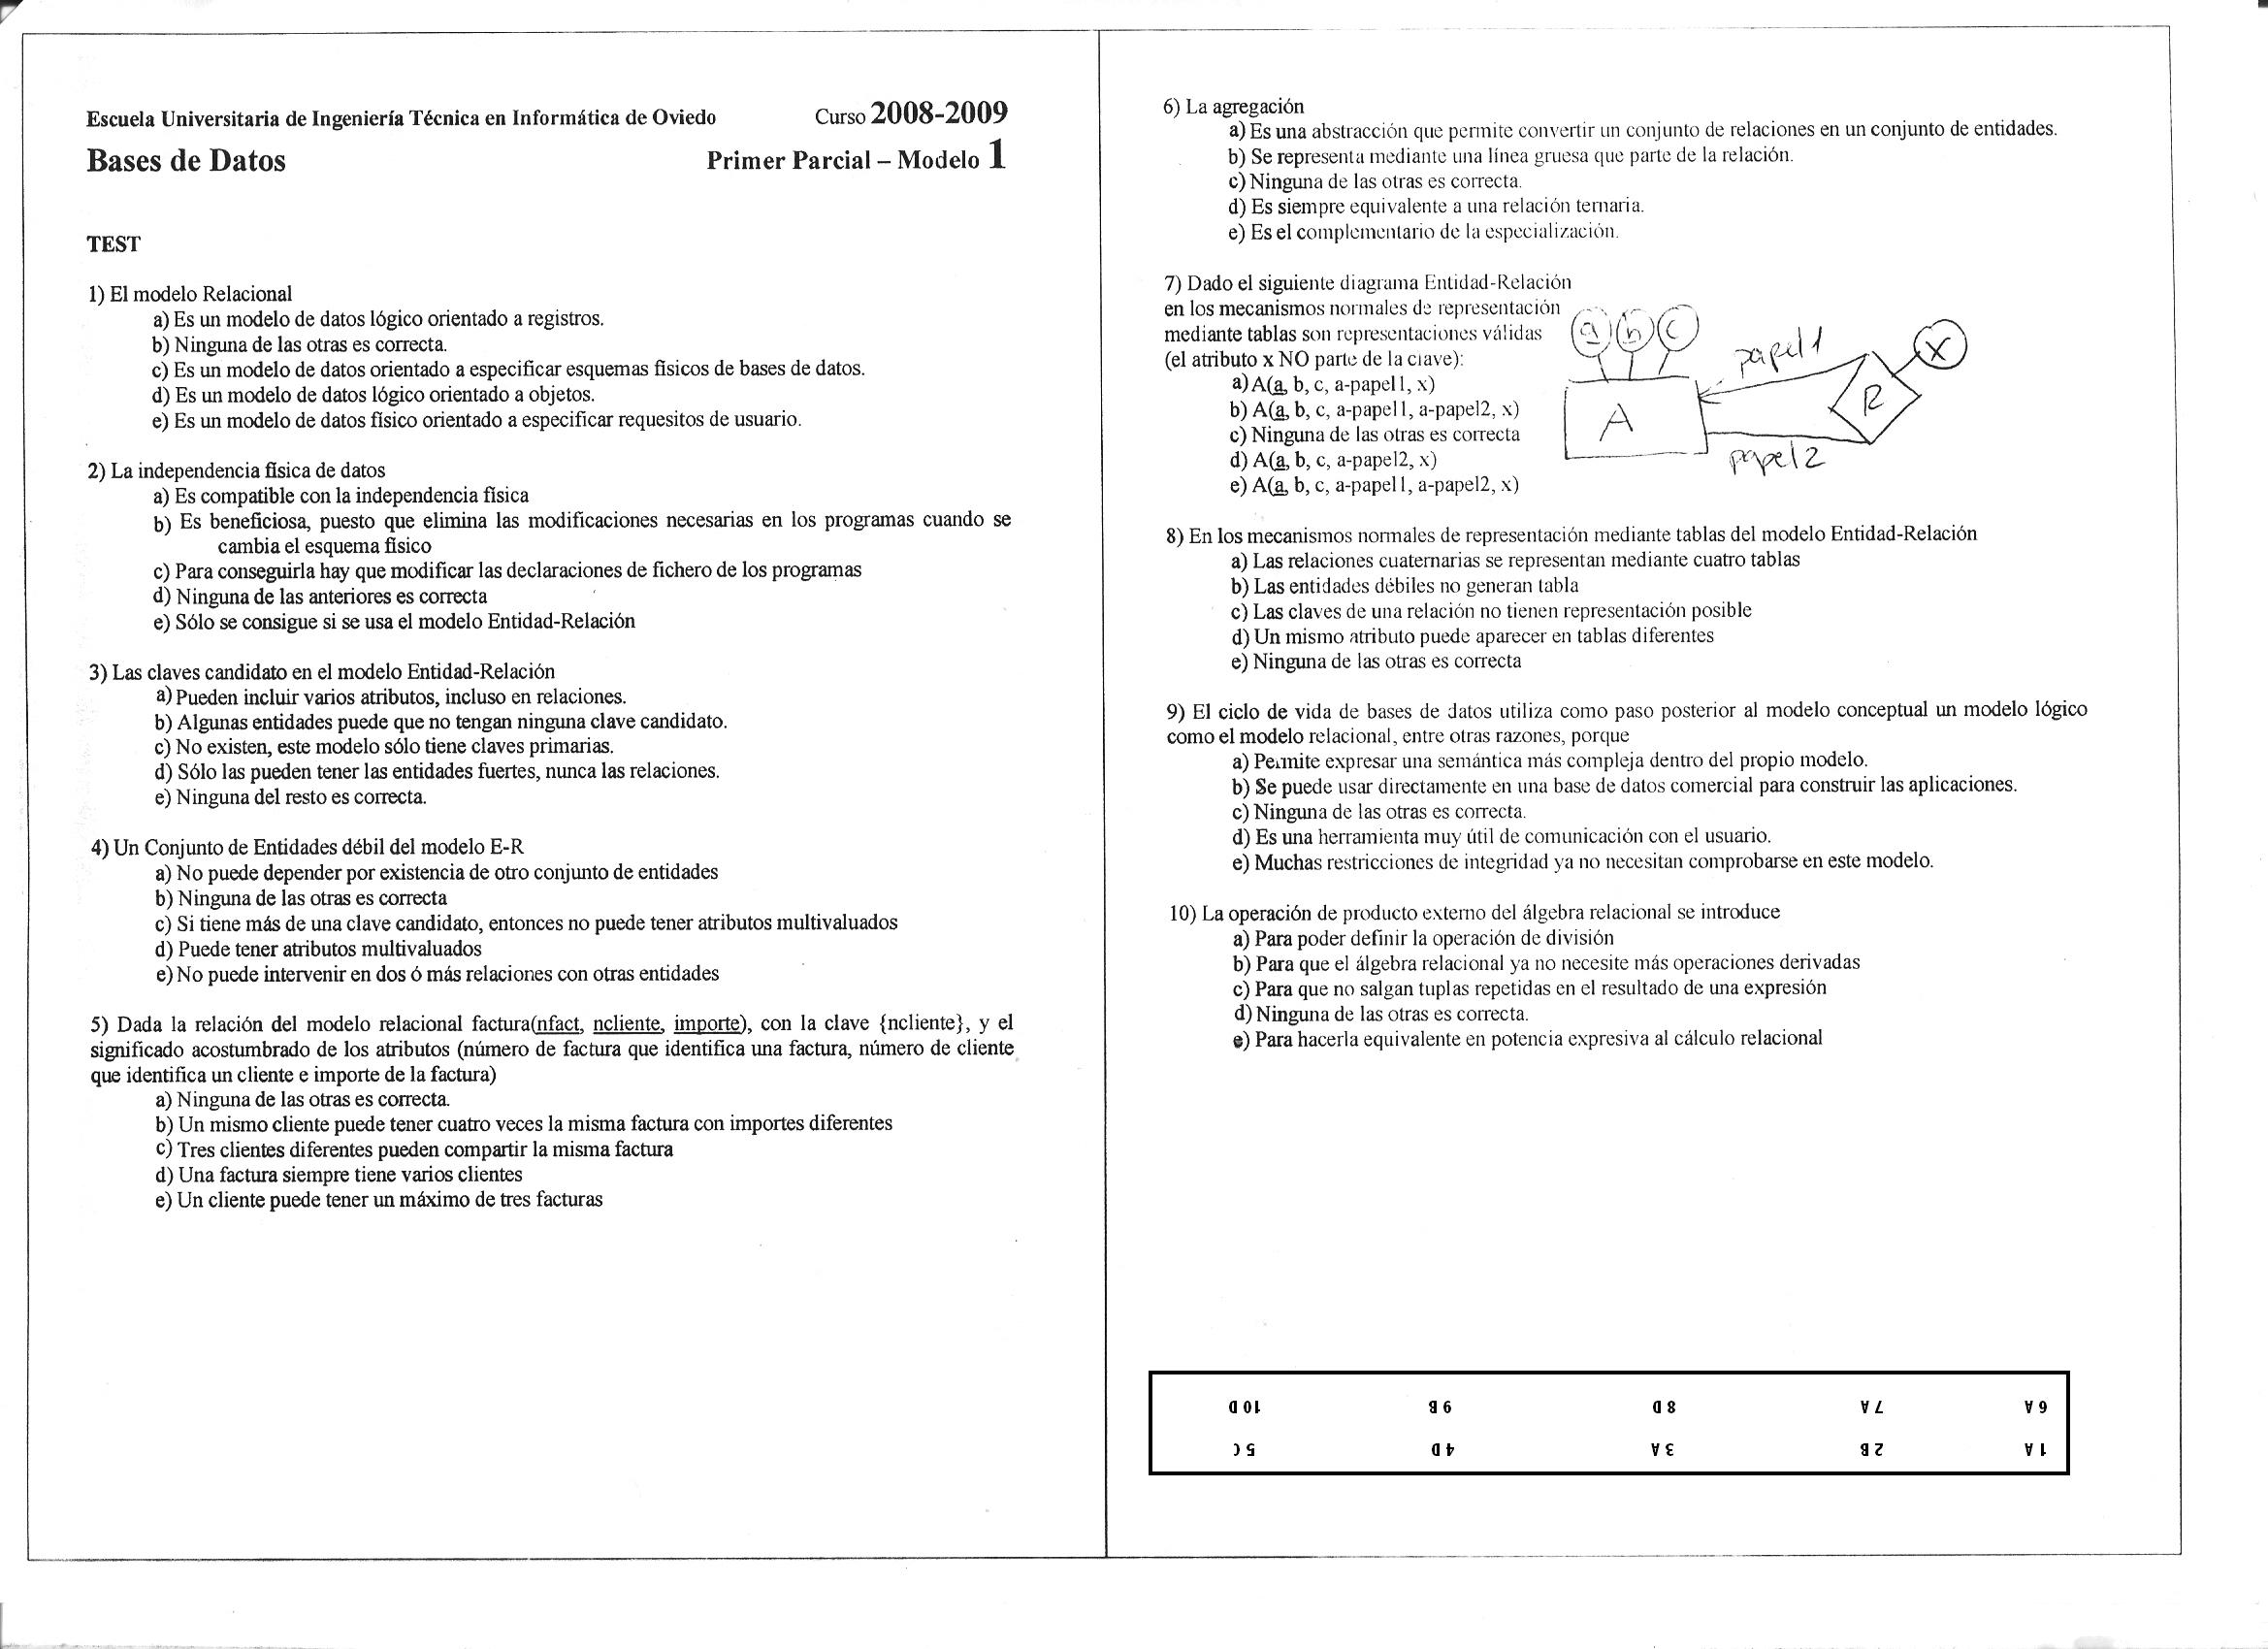 Escuela Universitaria de Ingeniería Técnica en Informática de Oviedo Curso 2008-2009
Bases de Datos Primer Parcial – Modelo 1
TEST
1) El modelo Relacional
a) Es un modelo de datos lógico orientado a registros.
b) Ninguna de las otras es correcta.
c) Es un modelo de datos orientado a especificar esquemas físicos de bases de datos.
d) Es un modelo de datos lógico orientado a objetos.
e) Es un modelo de datos físico orientado a especificar requesitos de usuario.
2) La independencia física de datos
a) Es compatible con la independencia física
b) Es beneficiosa, puesto que elimina las modificaciones necesarias en los programas cuando se
cambia el esquema físico
c) Para conseguirla hay que modificar las declaraciones de fichero de los programas
d) Ninguna de las anteriores es correcta
e) Sólo se consigue si se usa el modelo Entidad-Relación
3) Las claves candidato en el modelo Entidad-Relación
a) Pueden incluir varios atributos, incluso en relaciones.
b) Algunas entidades puede que no tengan ninguna clave candidato.
c) No existen, este modelo sólo tiene claves primarias.
d) Sólo las pueden tener las entidades fuertes, nunca las relaciones.
e) Ninguna del resto es correcta.
4) Un Conjunto de Entidades débil del modelo E-R
a) No puede depender por existencia de otro conjunto de entidades
b) Ninguna de las otras es correcta
c) Si tiene más de una clave candidato, entonces no puede tener atributos multivaluados
d) Puede tener atributos multivaluados
e) No puede intervenir en dos ó más relaciones con otras entidades
5) Dada la relación del modelo relacional factura(nfact, ncliente, importe), con la clave {ncliente}, y el
significado acostumbrado de los atributos (número de factura que identifica una factura, número de cliente
que identifica un cliente e importe de la factura)
a) Ninguna de las otras es correcta.
b) Un mismo cliente puede tener cuatro veces la misma factura con importes diferentes
c) Tres clientes diferentes pueden compartir la misma factura
d) Una factura siempre tiene varios clientes
e) Un cliente puede tener un máximo de tres facturas
6) La agregación
a) Es una abstracción que permite convertir un conjunto de relaciones en un conjunto de entidades.
b) Se representa mediante una línea gruesa que parte de la relación.
c) Ninguna de las otras es correcta.
d) Es siempre equivalente a una relación ternaria.
e) Es el complementario de la especialización.
7) Dado el siguiente diagrama Entidad-Relación
en los mecanismos normales de representación
mediante tablas son representaciones válidas
(el atributo x NO parte de la clave):
a) A(a, b, c, a-papel1, x)
b) A(a, b, c, a-papel1, a-papel2, x)
c) Ninguna de las otras es correcta
d) A(a, b, c, a-papel2, x)
e) A(a, b, c, a-papel1, a-papel2, x)
a b c
papel1
x
A
R
papel2
8) En los mecanismos normales de representación mediante tablas del modelo Entidad-Relación
a) Las relaciones cuaternarias se representan mediante cuatro tablas
b) Las entidades débiles no generan tabla
c) Las claves de una relación no tienen representación posible
d) Un mismo atributo puede aparecer en tablas diferentes
e) Ninguna de las otras es correcta
9) El ciclo de vida de bases de datos utiliza como paso posterior al modelo conceptual un modelo lógico
como el modelo relacional, entre otras razones, porque
a) Permite expresar una semántica más compleja dentro del propio modelo.
b) Se puede usar directamente en una base de datos comercial para construir las aplicaciones.
c) Ninguna de las otras es correcta.
d) Es una herramienta muy útil de comunicación con el usuario.
e) Muchas restricciones de integridad ya no necesitan comprobarse en este modelo.
10) La operación de producto externo del álgebra relacional se introduce
a) Para poder definir la operación de división
b) Para que el álgebra relacional ya no necesite más operaciones derivadas
c) Para que no salgan tuplas repetidas en el resultado de una expresión
d) Ninguna de las otras es correcta.
e) Para hacerla equivalente en potencia expresiva al cálculo relacional
1 A 2 B 3 A 4 D 5 C
6 A 7 A 8 D 9 B 10 D